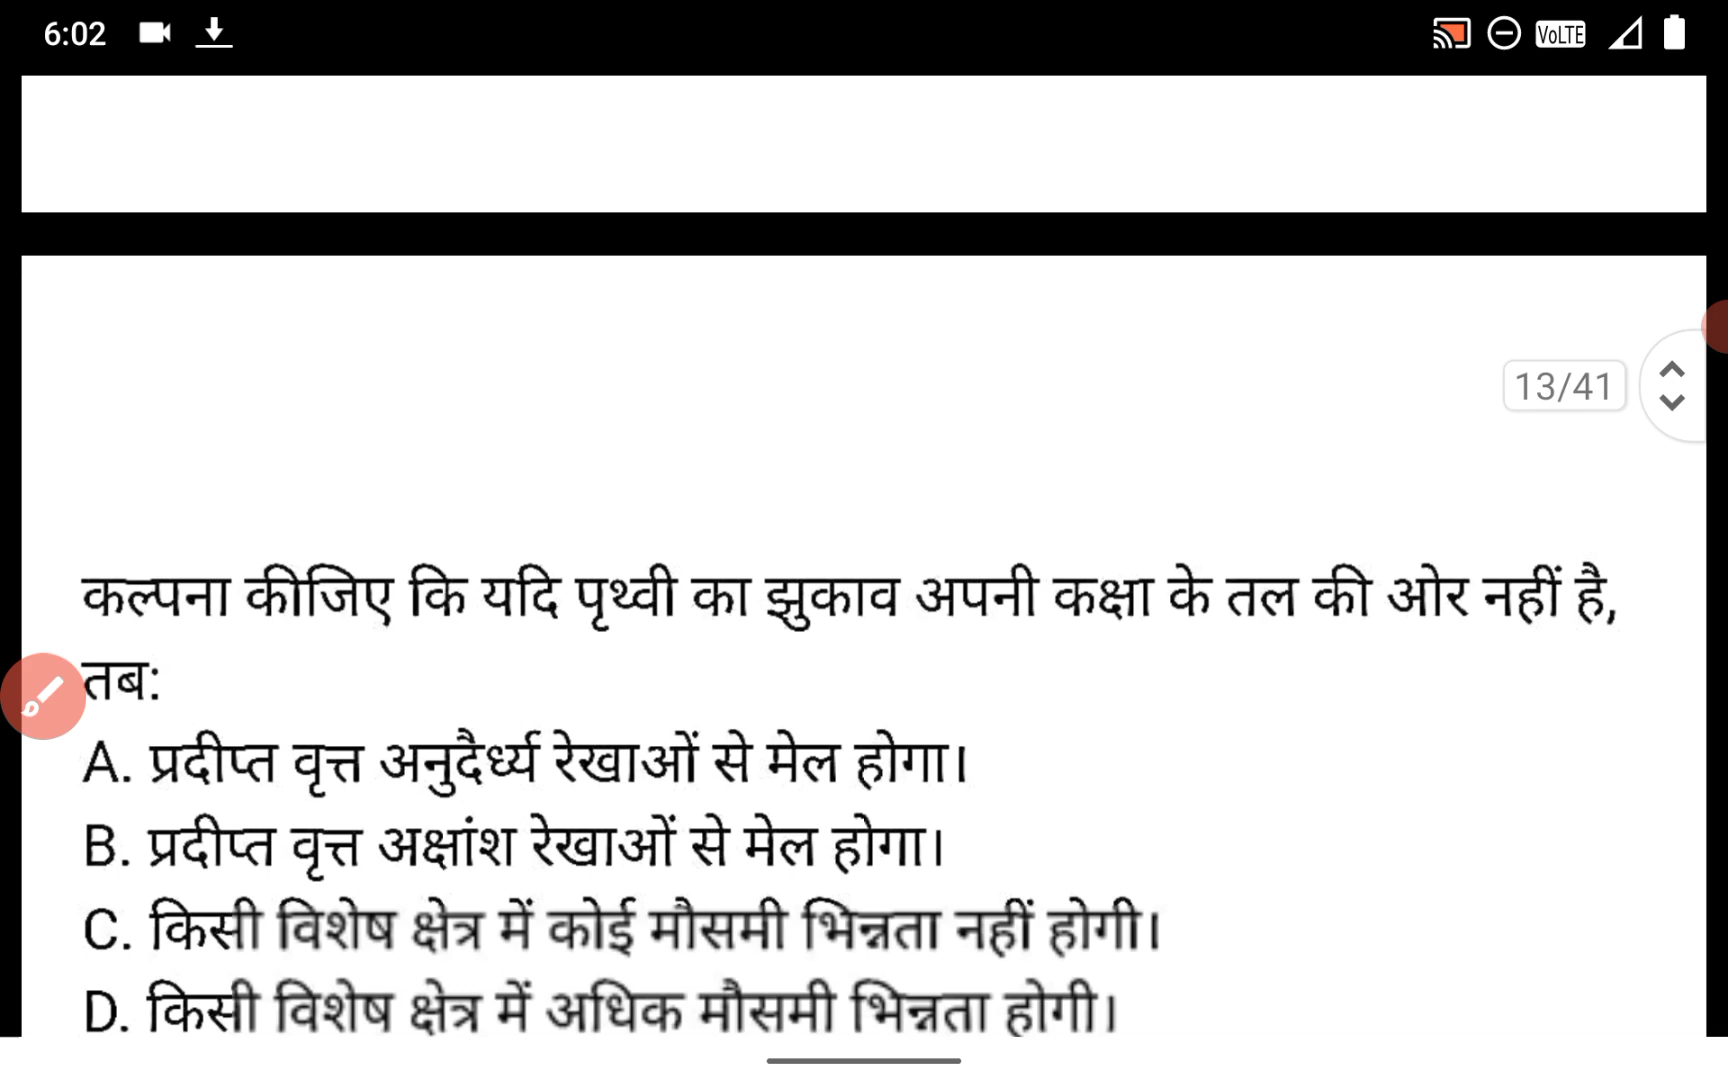 6:02
VoLTE
13/41
कल्पना कीजिए कि यदि पृथ्वी का झुकाव अपनी कक्षा के तल की ओर नहीं है,
तब:
A. प्रदीप्त वृत्त अनुदैर्ध्य रेखाओं से मेल होगा।
B. प्रदीप्त वृत्त अक्षांश रेखाओं से मेल होगा।
C. किसी विशेष क्षेत्र में कोई मौसमी भिन्नता नहीं होगी।
D. किसी विशेष क्षेत्र में अधिक मौसमी भिन्नता होगी।